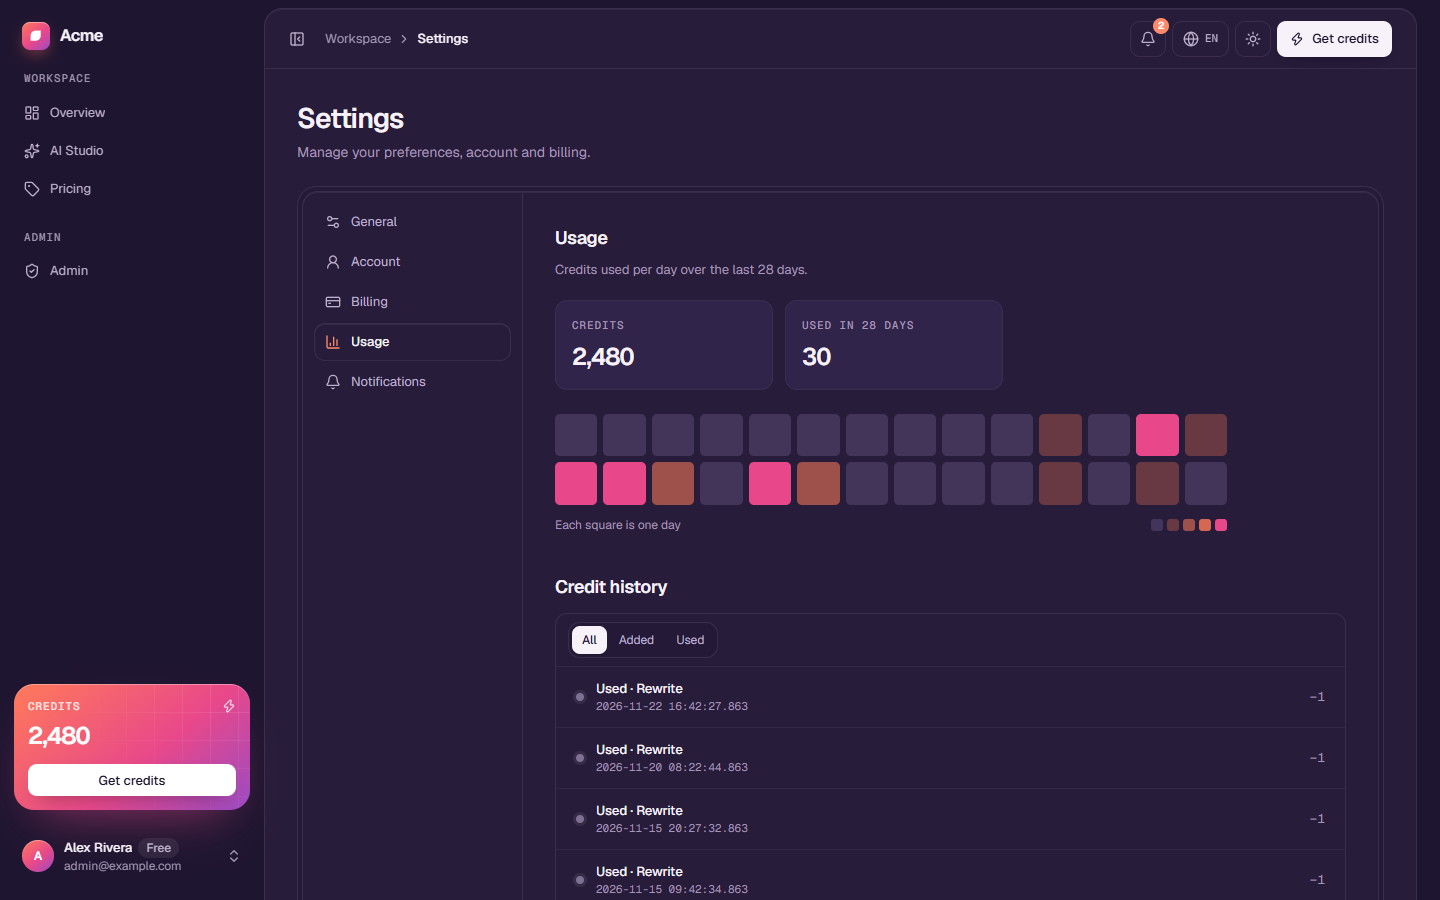 Acme
WORKSPACE
Overview
AI Studio
Pricing
ADMIN
Admin
CREDITS
2,480
Get credits
A
Alex Rivera Free
admin@example.com
Workspace > Settings
2
EN
Get credits
Settings
Manage your preferences, account and billing.
General
Account
Billing
Usage
Notifications
Usage
Credits used per day over the last 28 days.
CREDITS
2,480
USED IN 28 DAYS
30
Each square is one day
Credit history
All Added Used
Used · Rewrite
2026-11-22 16:42:27.863
−1
Used · Rewrite
2026-11-20 08:22:44.863
−1
Used · Rewrite
2026-11-15 20:27:32.863
−1
Used · Rewrite
2026-11-15 09:42:34.863
−1